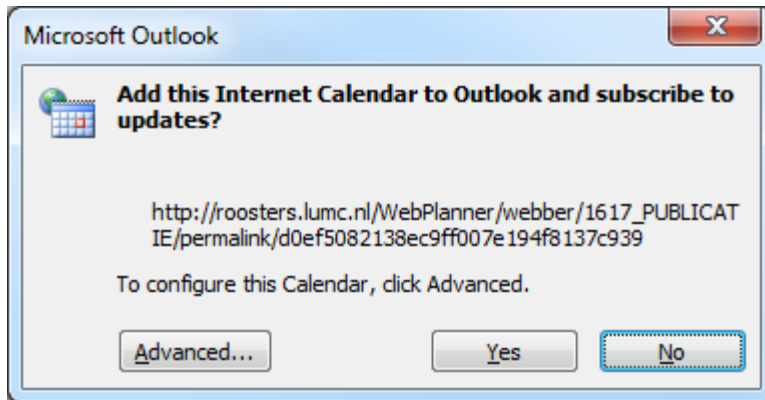 Microsoft Outlook
Add this Internet Calendar to Outlook and subscribe to
updates?
http://roosters.lumc.nl/WebPlanner/webber/1617_PUBLICAT
IE/permalink/d0ef5082138ec9ff007e194f8137c939
To configure this Calendar, click Advanced.
Advanced... Yes No